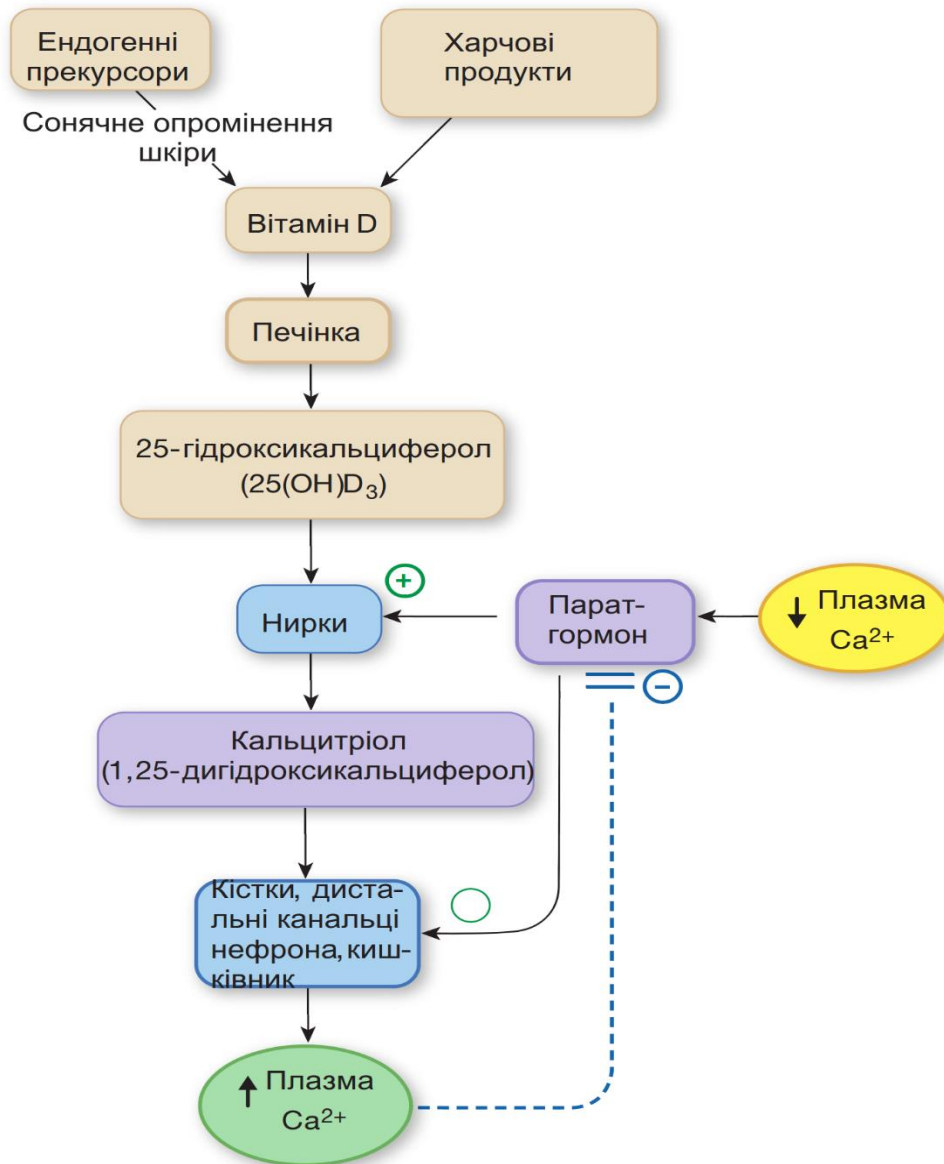 Ендогенні
прекурсори
Харчові
продукти
Сонячне опромінення
шкіри
Вітамін D
Печінка
25-гідроксикальциферол
(25(OH)D₃)
+
Нирки
Парат-
гормон
↓ Плазма
Ca²⁺
−
Кальцитріол
(1,25-дигідроксикальциферол)
Кістки, диста-
льні канальці
нефрона, киш-
ківник
↑ Плазма
Ca²⁺